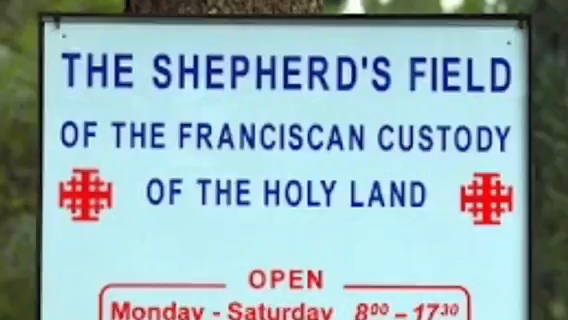 THE SHEPHERD'S FIELD
OF THE FRANCISCAN CUSTODY
OF THE HOLY LAND
OPEN
Monday - Saturday 8⁰⁰ – 17³⁰